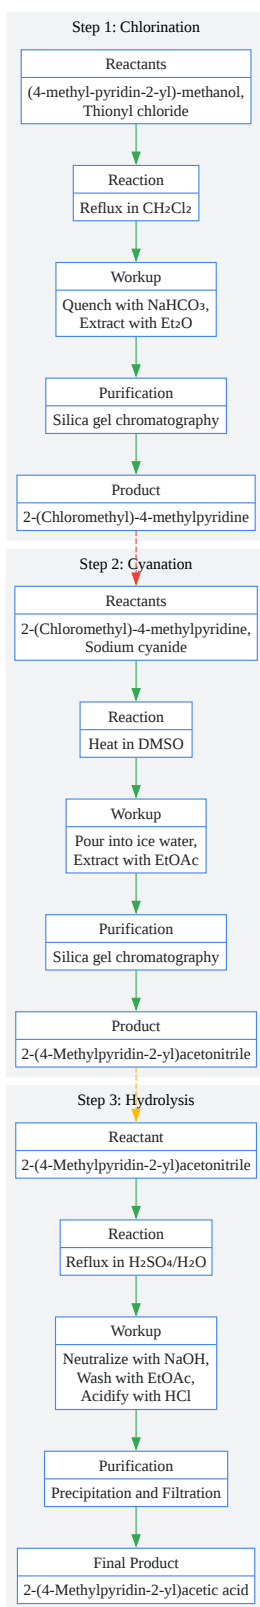 Step 1: Chlorination
Reactants
(4-methyl-pyridin-2-yl)-methanol,
Thionyl chloride
Reaction
Reflux in CH₂Cl₂
Workup
Quench with NaHCO₃,
Extract with Et₂O
Purification
Silica gel chromatography
Product
2-(Chloromethyl)-4-methylpyridine
Step 2: Cyanation
Reactants
2-(Chloromethyl)-4-methylpyridine,
Sodium cyanide
Reaction
Heat in DMSO
Workup
Pour into ice water,
Extract with EtOAc
Purification
Silica gel chromatography
Product
2-(4-Methylpyridin-2-yl)acetonitrile
Step 3: Hydrolysis
Reactant
2-(4-Methylpyridin-2-yl)acetonitrile
Reaction
Reflux in H₂SO₄/H₂O
Workup
Neutralize with NaOH,
Wash with EtOAc,
Acidify with HCl
Purification
Precipitation and Filtration
Final Product
2-(4-Methylpyridin-2-yl)acetic acid